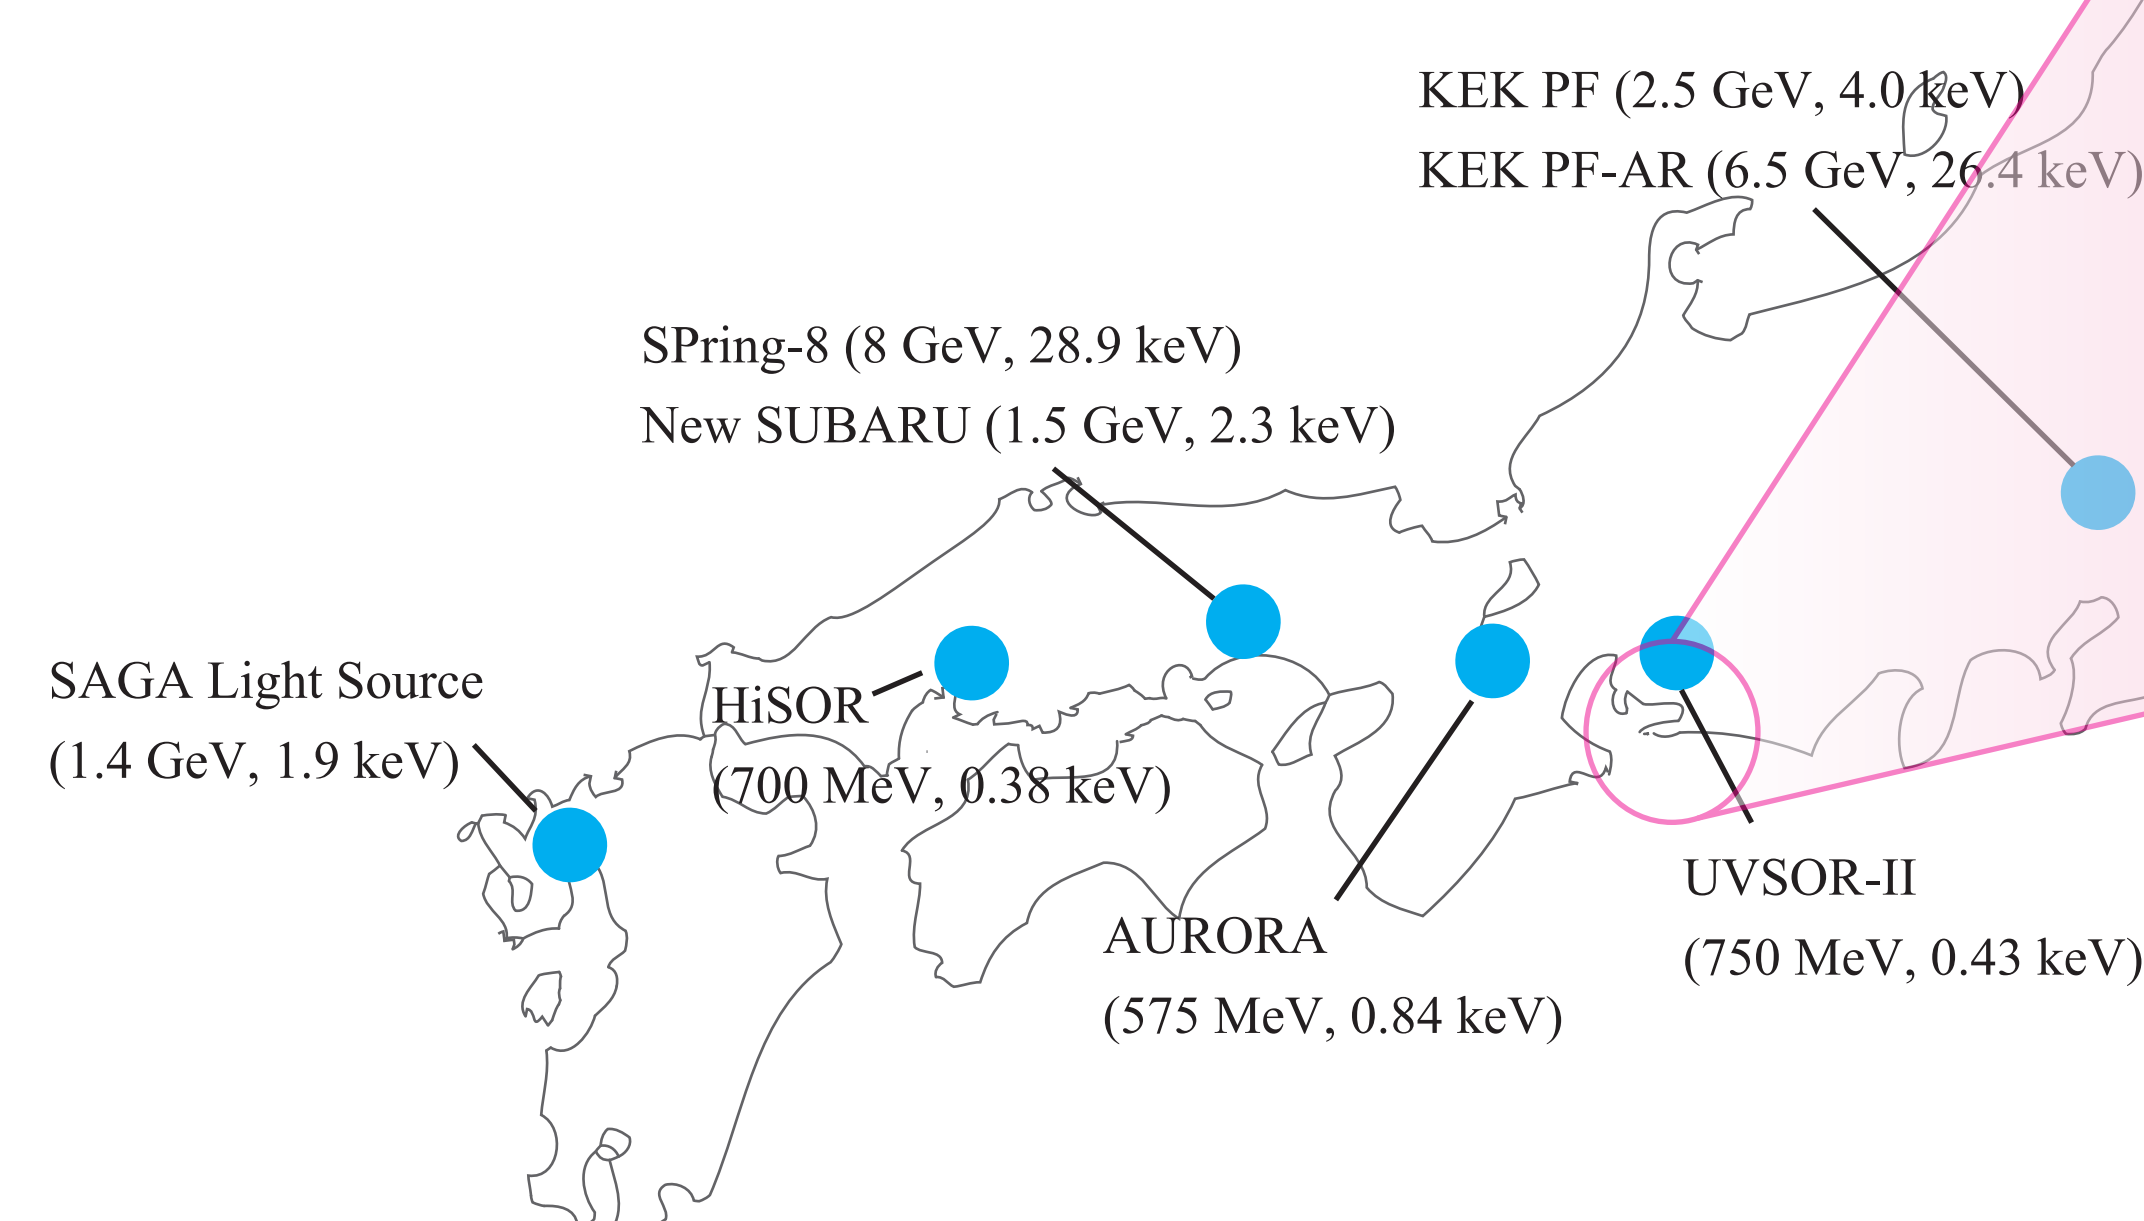 KEK PF (2.5 GeV, 4.0 keV)
KEK PF-AR (6.5 GeV, 26.4 keV)
SPring-8 (8 GeV, 28.9 keV)
New SUBARU (1.5 GeV, 2.3 keV)
SAGA Light Source
(1.4 GeV, 1.9 keV)
HiSOR
(700 MeV, 0.38 keV)
AURORA
(575 MeV, 0.84 keV)
UVSOR-II
(750 MeV, 0.43 keV)